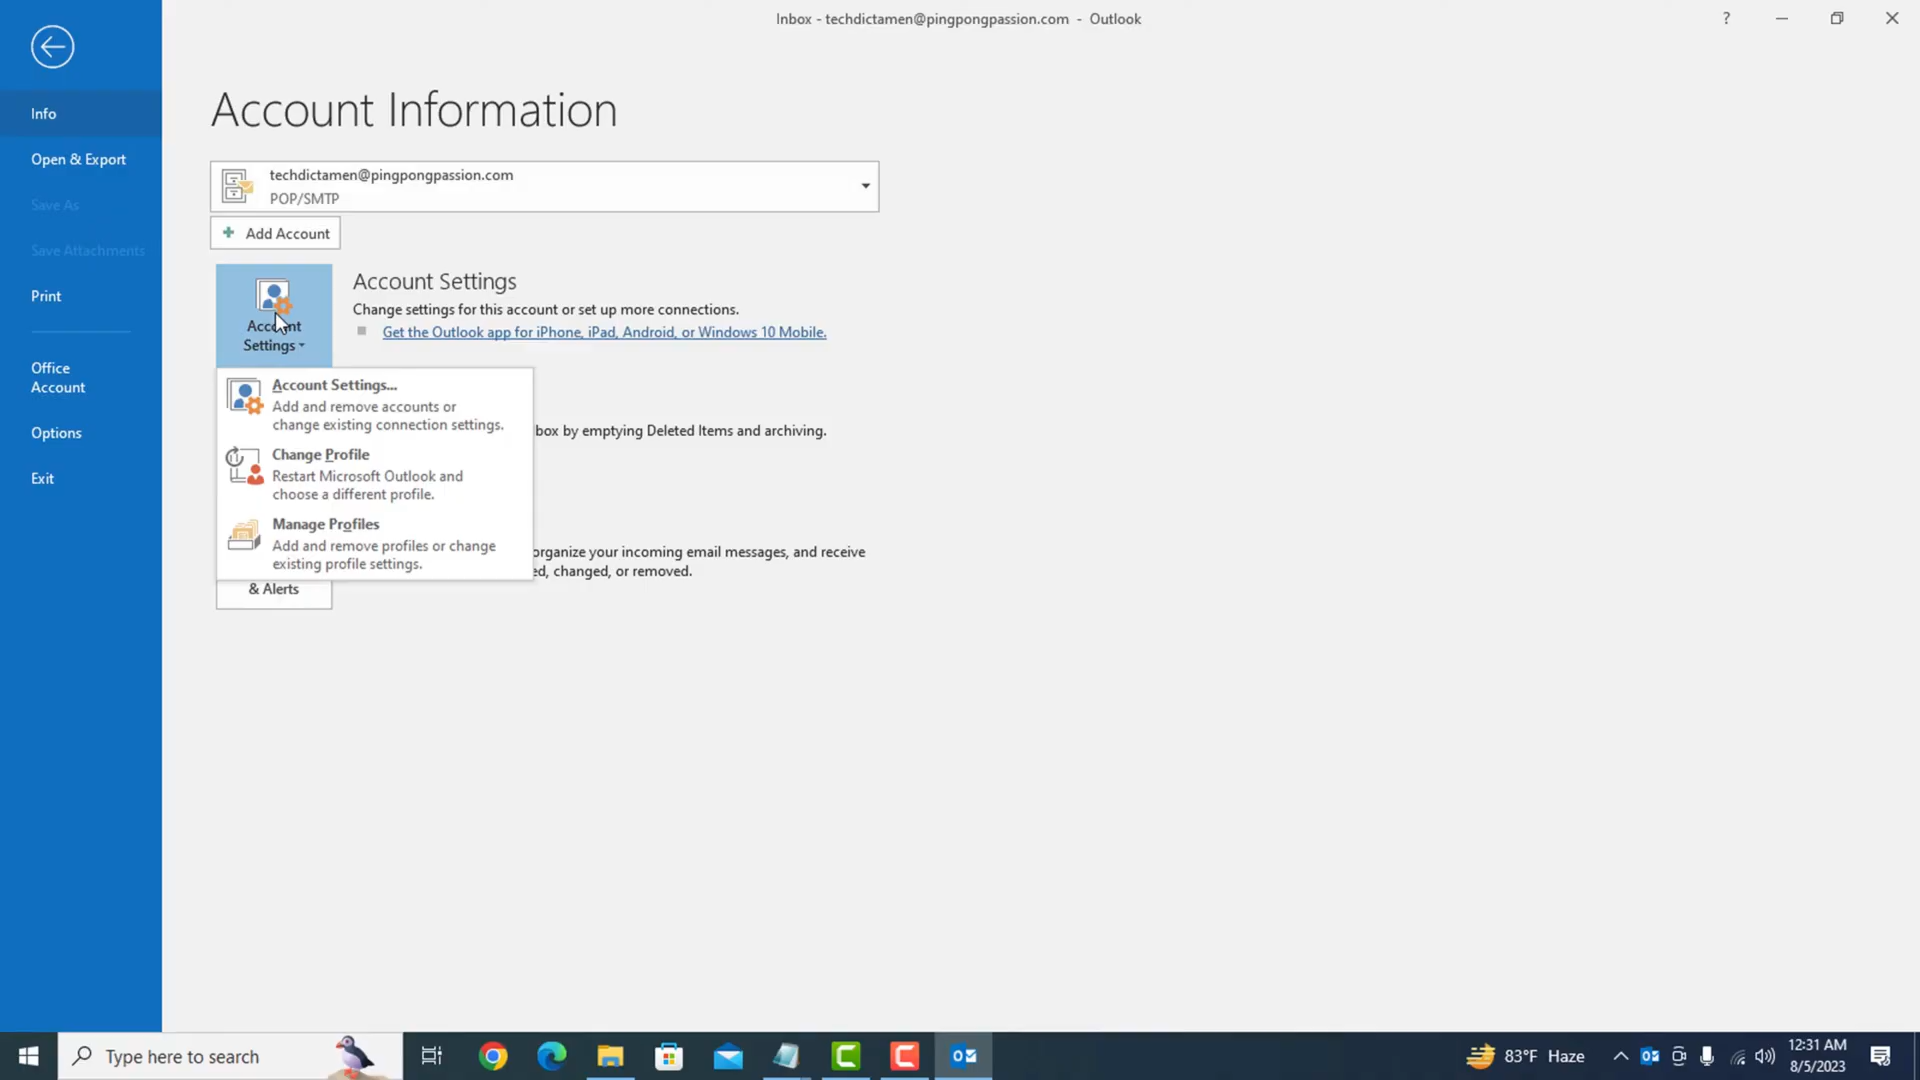 Inbox - techdictamen@pingpongpassion.com - Outlook
?
Info
Open & Export
Save As
Save Attachments
Print
Office
Account
Options
Exit
Account Information
techdictamen@pingpongpassion.com
POP/SMTP
Add Account
Account
Settings
Account Settings
Change settings for this account or set up more connections.
Get the Outlook app for iPhone, iPad, Android, or Windows 10 Mobile.
Account Settings...
Add and remove accounts or
change existing connection settings.
box by emptying Deleted Items and archiving.
Change Profile
Restart Microsoft Outlook and
choose a different profile.
Manage Profiles
Add and remove profiles or change
existing profile settings.
organize your incoming email messages, and receive
ed, changed, or removed.
& Alerts
Type here to search
83°F Haze
12:31 AM
8/5/2023